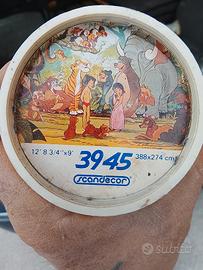 12' 8 3/4"x9'
3945
388x274 cm
scandecor
subito